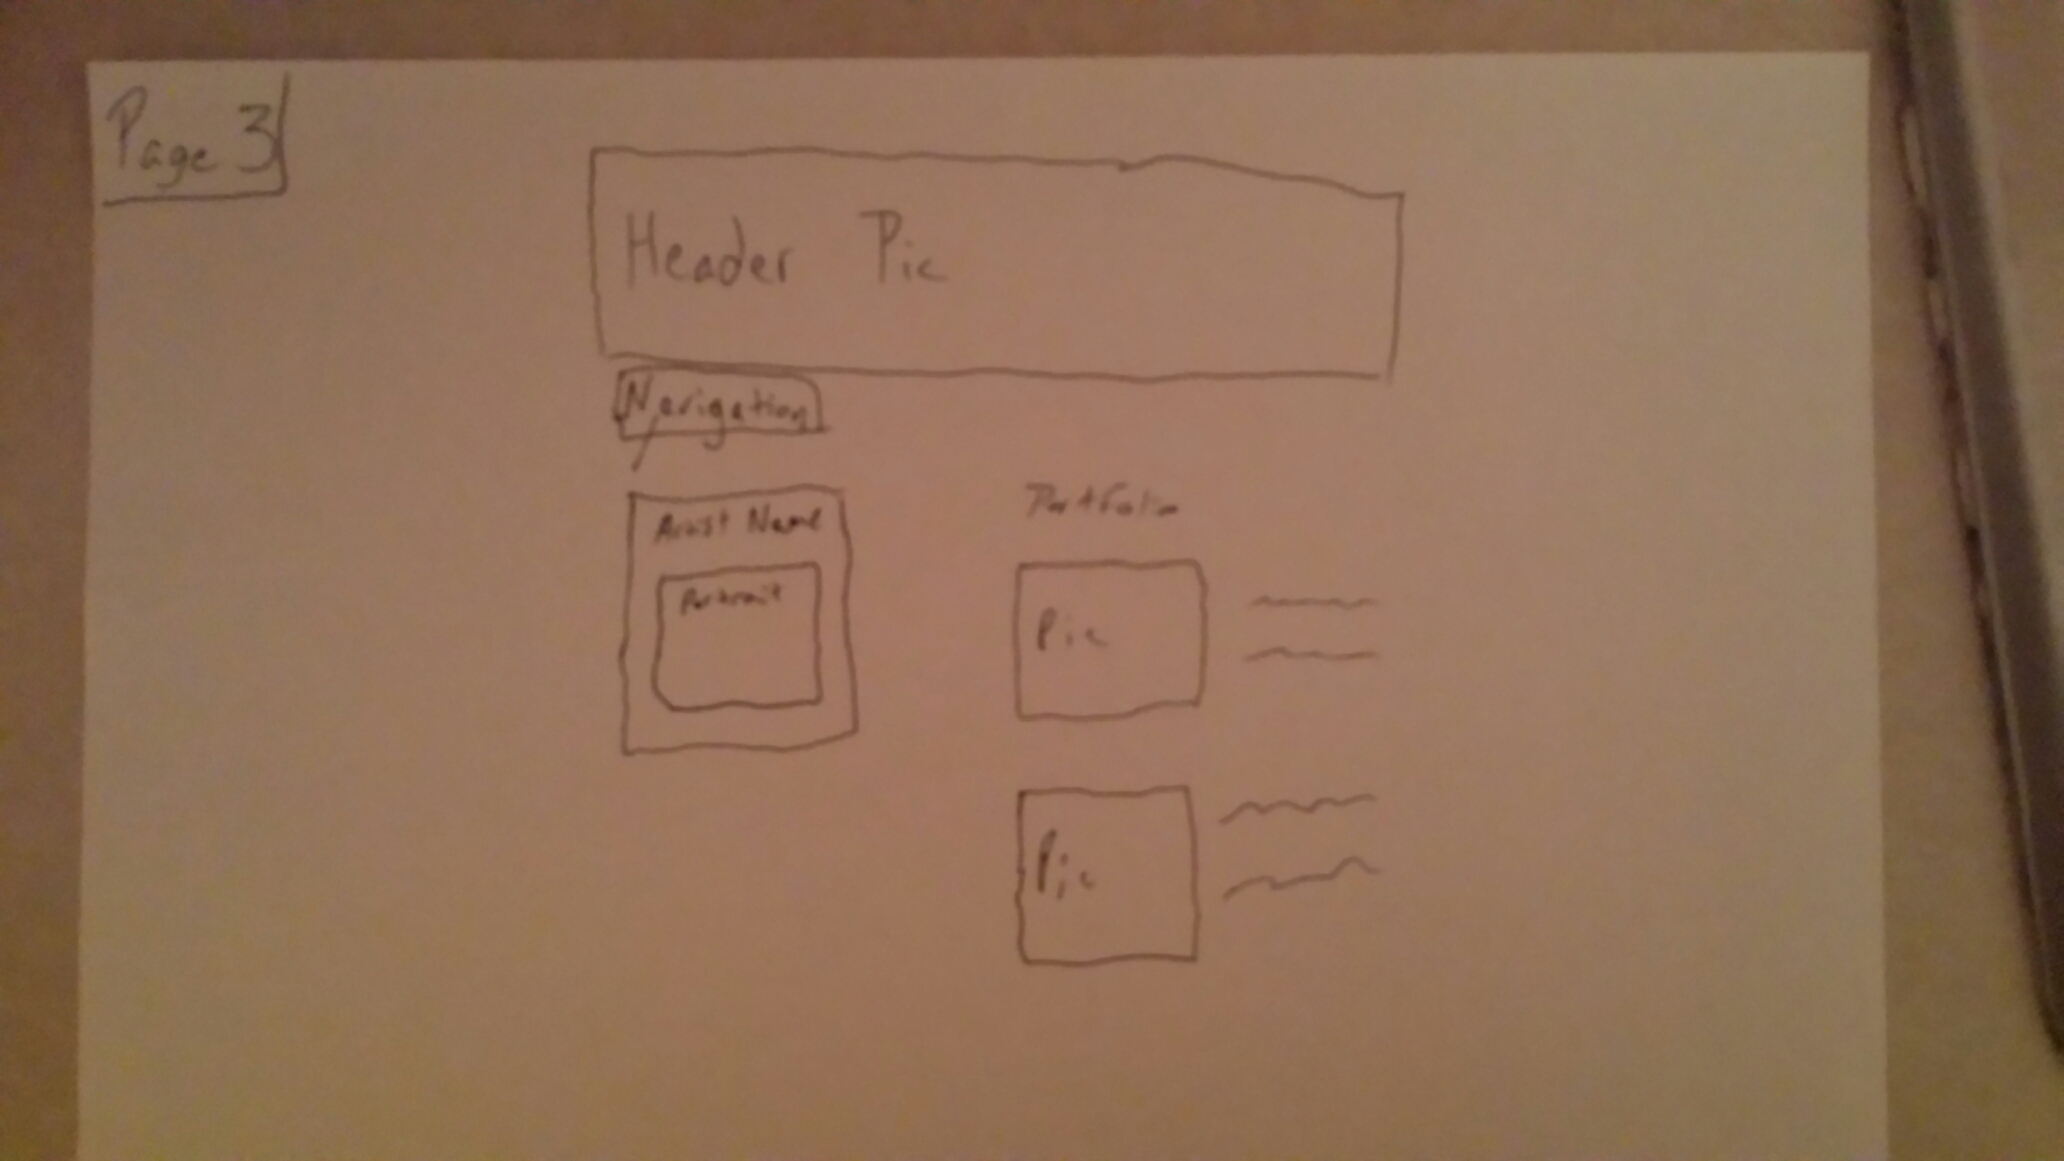 Page 3
Header Pic
Navigation
Artist Name
Portrait
Portfolio
Pic
Pic